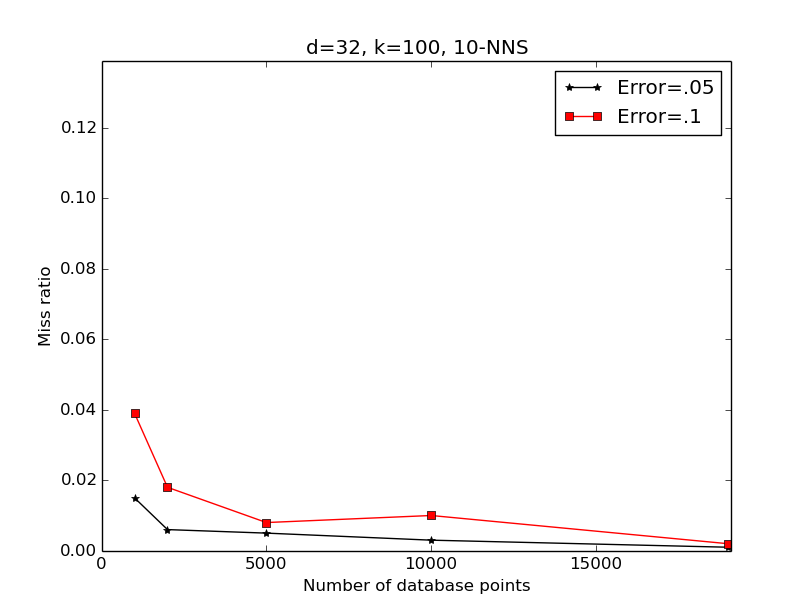 d=32, k=100, 10-NNS
Error=.05
Error=.1
Miss ratio
0.12
0.10
0.08
0.06
0.04
0.02
0.00
0
5000
10000
15000
Number of database points